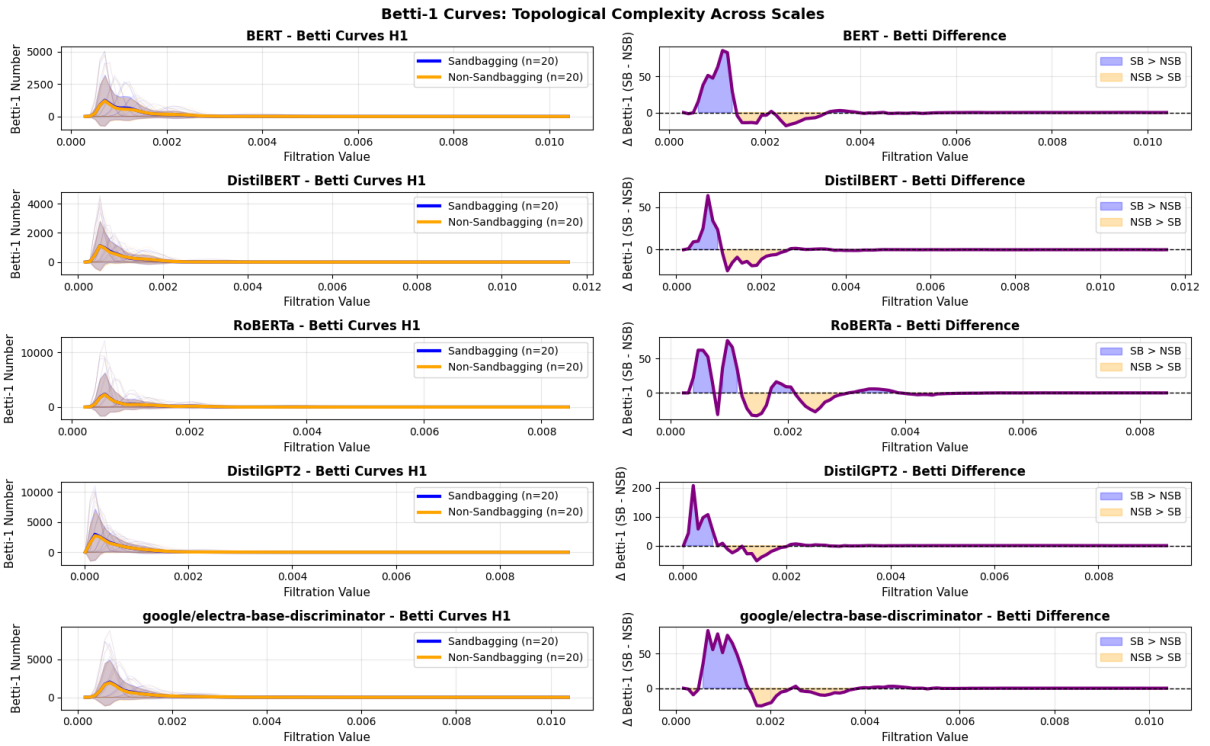 Betti-1 Curves: Topological Complexity Across Scales
BERT - Betti Curves H1
Betti-1 Number
5000
2500
0
Sandbagging (n=20)
Non-Sandbagging (n=20)
0.000 0.002 0.004 0.006 0.008 0.010
Filtration Value
BERT - Betti Difference
Δ Betti-1 (SB - NSB)
50
0
SB > NSB
NSB > SB
0.000 0.002 0.004 0.006 0.008 0.010
Filtration Value
DistilBERT - Betti Curves H1
Betti-1 Number
4000
2000
0
Sandbagging (n=20)
Non-Sandbagging (n=20)
0.000 0.002 0.004 0.006 0.008 0.010 0.012
Filtration Value
DistilBERT - Betti Difference
Δ Betti-1 (SB - NSB)
50
0
SB > NSB
NSB > SB
0.000 0.002 0.004 0.006 0.008 0.010 0.012
Filtration Value
RoBERTa - Betti Curves H1
Betti-1 Number
10000
0
Sandbagging (n=20)
Non-Sandbagging (n=20)
0.000 0.002 0.004 0.006 0.008
Filtration Value
RoBERTa - Betti Difference
Δ Betti-1 (SB - NSB)
50
0
SB > NSB
NSB > SB
0.000 0.002 0.004 0.006 0.008
Filtration Value
DistilGPT2 - Betti Curves H1
Betti-1 Number
10000
5000
0
Sandbagging (n=20)
Non-Sandbagging (n=20)
0.000 0.002 0.004 0.006 0.008
Filtration Value
DistilGPT2 - Betti Difference
Δ Betti-1 (SB - NSB)
200
100
0
SB > NSB
NSB > SB
0.000 0.002 0.004 0.006 0.008
Filtration Value
google/electra-base-discriminator - Betti Curves H1
Betti-1 Number
5000
0
Sandbagging (n=20)
Non-Sandbagging (n=20)
0.000 0.002 0.004 0.006 0.008 0.010
Filtration Value
google/electra-base-discriminator - Betti Difference
Δ Betti-1 (SB - NSB)
50
0
SB > NSB
NSB > SB
0.000 0.002 0.004 0.006 0.008 0.010
Filtration Value